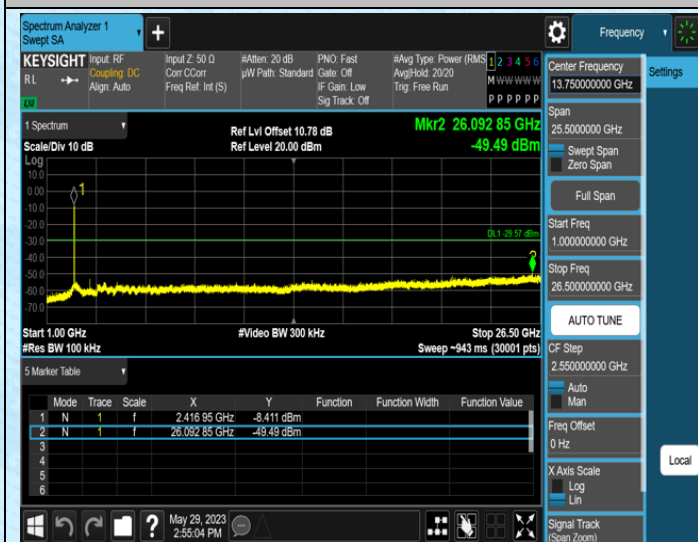 Spectrum Analyzer 1
Swept SA
+
Frequency
KEYSIGHT
RL
LXI
Input: RF
Coupling: DC
Align: Auto
Input Z: 50 Ω
Corr CCorr
Freq Ref: Int (S)
#Atten: 20 dB
µW Path: Standard
PNO: Fast
Gate: Off
IF Gain: Low
Sig Track: Off
#Avg Type: Power (RMS
Avg|Hold: 20/20
Trig: Free Run
1 2 3 4 5 6
M W W W W W
P P P P P P
1 Spectrum
Scale/Div 10 dB
Ref Lvl Offset 10.78 dB
Ref Level 20.00 dBm
Mkr2 26.092 85 GHz
-49.49 dBm
Log
10.0
0.00
-10.0
-20.0
-30.0
-40.0
-50.0
-60.0
-70.0
1
DL1 -29.57 dBm
2
Start 1.00 GHz
#Res BW 100 kHz
#Video BW 300 kHz
Stop 26.50 GHz
Sweep ~943 ms (30001 pts)
5 Marker Table
Mode Trace Scale X Y Function Function Width Function Value
1 N 1 f 2.416 95 GHz -8.411 dBm
2 N 1 f 26.092 85 GHz -49.49 dBm
3
4
5
6
May 29, 2023
2:55:04 PM
?
Center Frequency
13.750000000 GHz
Span
25.5000000 GHz
Swept Span
Zero Span
Full Span
Start Freq
1.000000000 GHz
Stop Freq
26.500000000 GHz
AUTO TUNE
CF Step
2.550000000 GHz
Auto
Man
Freq Offset
0 Hz
X Axis Scale
Log
Lin
Signal Track
(Span Zoom)
Settings
Local